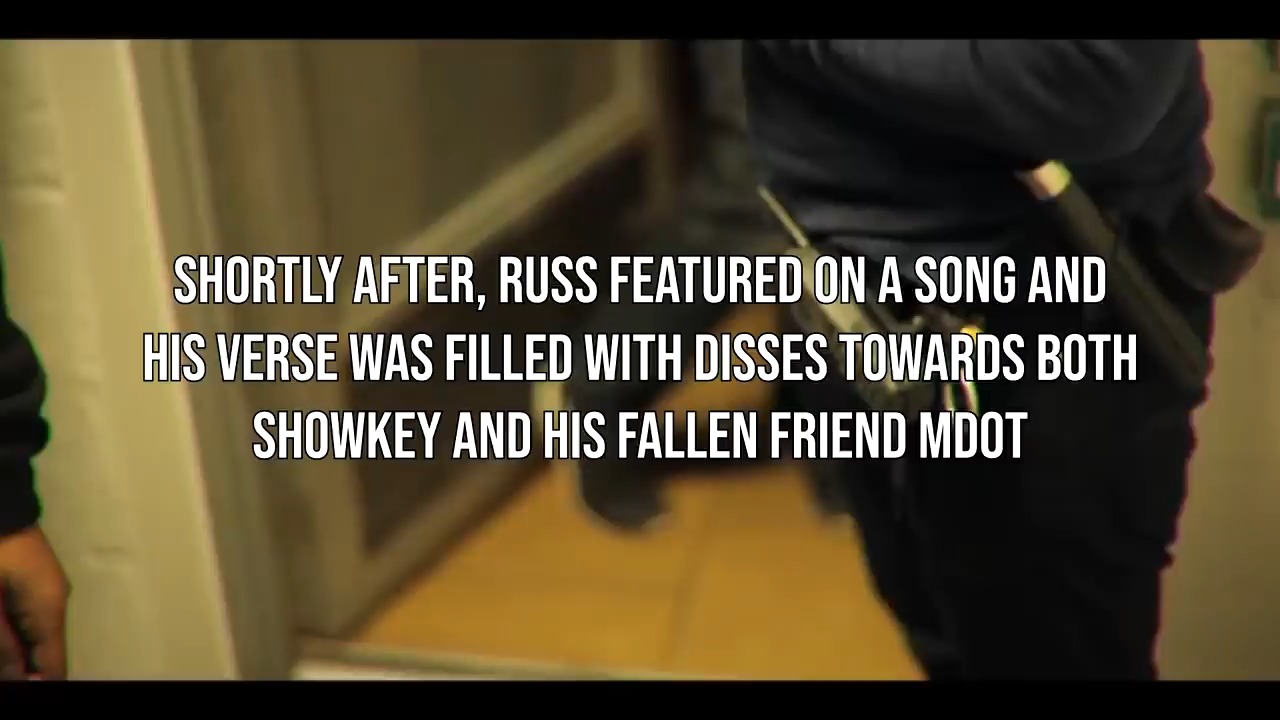 SHORTLY AFTER, RUSS FEATURED ON A SONG AND
HIS VERSE WAS FILLED WITH DISSES TOWARDS BOTH
SHOWKEY AND HIS FALLEN FRIEND MDOT